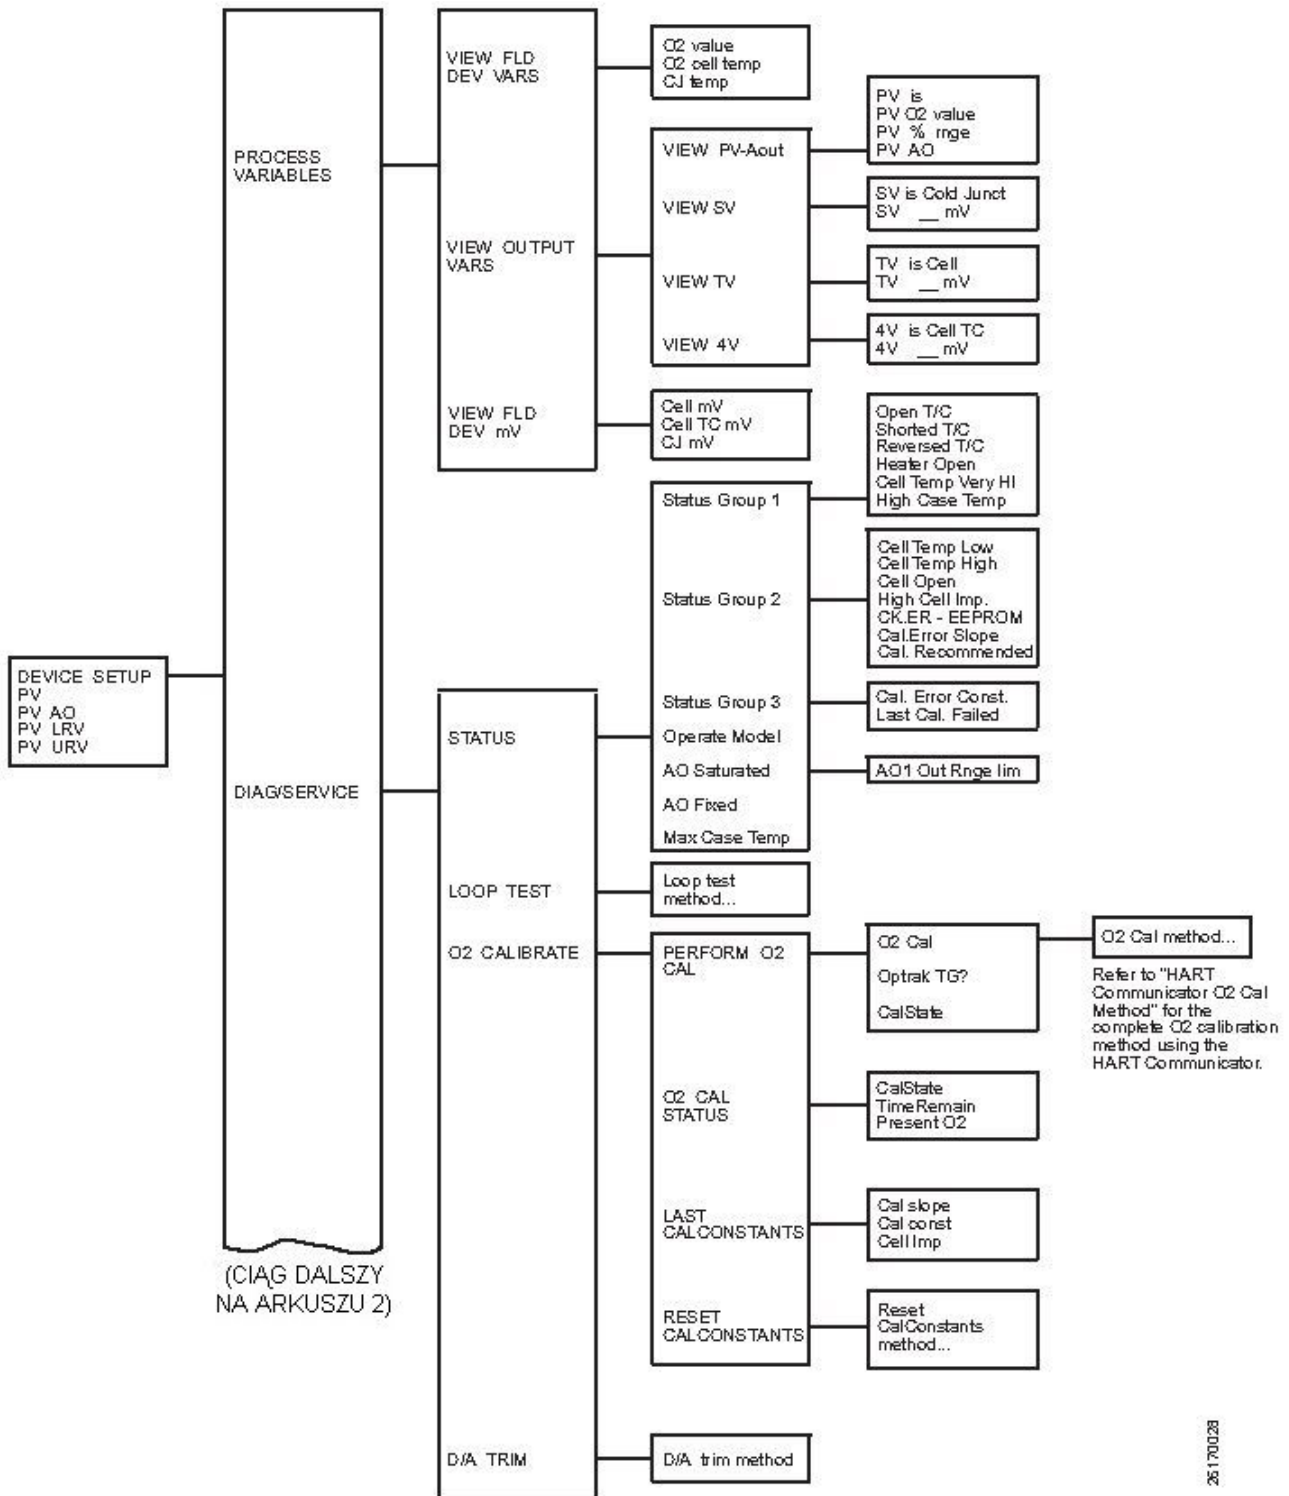 DEVICE SETUP
PV
PV AO
PV LRV
PV URV
PROCESS
VARIABLES
DIAG/SERVICE
(CIĄG DALSZY
NA ARKUSZU 2)
VIEW FLD
DEV VARS
VIEW OUTPUT
VARS
VIEW FLD
DEV mV
O2 value
O2 cell temp
CJ temp
VIEW PV-Aout
VIEW SV
VIEW TV
VIEW 4V
PV is
PV O2 value
PV % rnge
PV AO
SV is Cold Junct
SV __ mV
TV is Cell
TV __ mV
4V is Cell TC
4V __ mV
Cell mV
Cell TC mV
CJ mV
STATUS
LOOP TEST
O2 CALIBRATE
D/A TRIM
Status Group 1
Status Group 2
Status Group 3
Operate Model
AO Saturated
AO Fixed
Max Case Temp
Open T/C
Shorted T/C
Reversed T/C
Heater Open
Cell Temp Very HI
High Case Temp
Cell Temp Low
Cell Temp High
Cell Open
High Cell Imp.
CK.ER - EEPROM
Cal.Error Slope
Cal. Recommended
Cal. Error Const.
Last Cal. Failed
AO1 Out Rnge lim
Loop test
method...
PERFORM O2
CAL
O2 CAL
STATUS
LAST
CALCONSTANTS
RESET
CALCONSTANTS
O2 Cal
Optrak TG?
CalState
O2 Cal method...
Refer to "HART
Communicator O2 Cal
Method" for the
complete O2 calibration
method using the
HART Communicator.
CalState
TimeRemain
Present O2
Cal slope
Cal const
Cell Imp
Reset
CalConstants
method...
D/A trim method
26170028